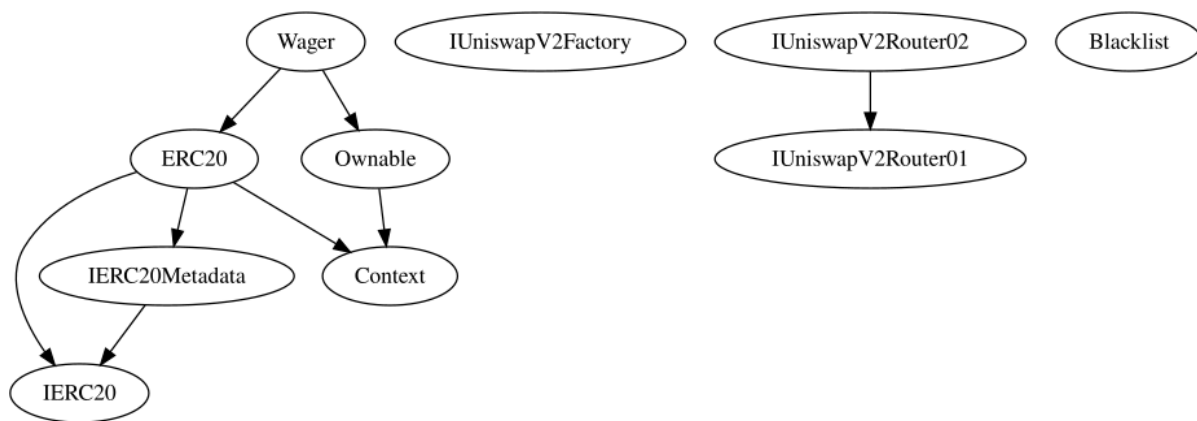 Wager
IUniswapV2Factory
IUniswapV2Router02
Blacklist
ERC20
Ownable
IUniswapV2Router01
IERC20Metadata
Context
IERC20